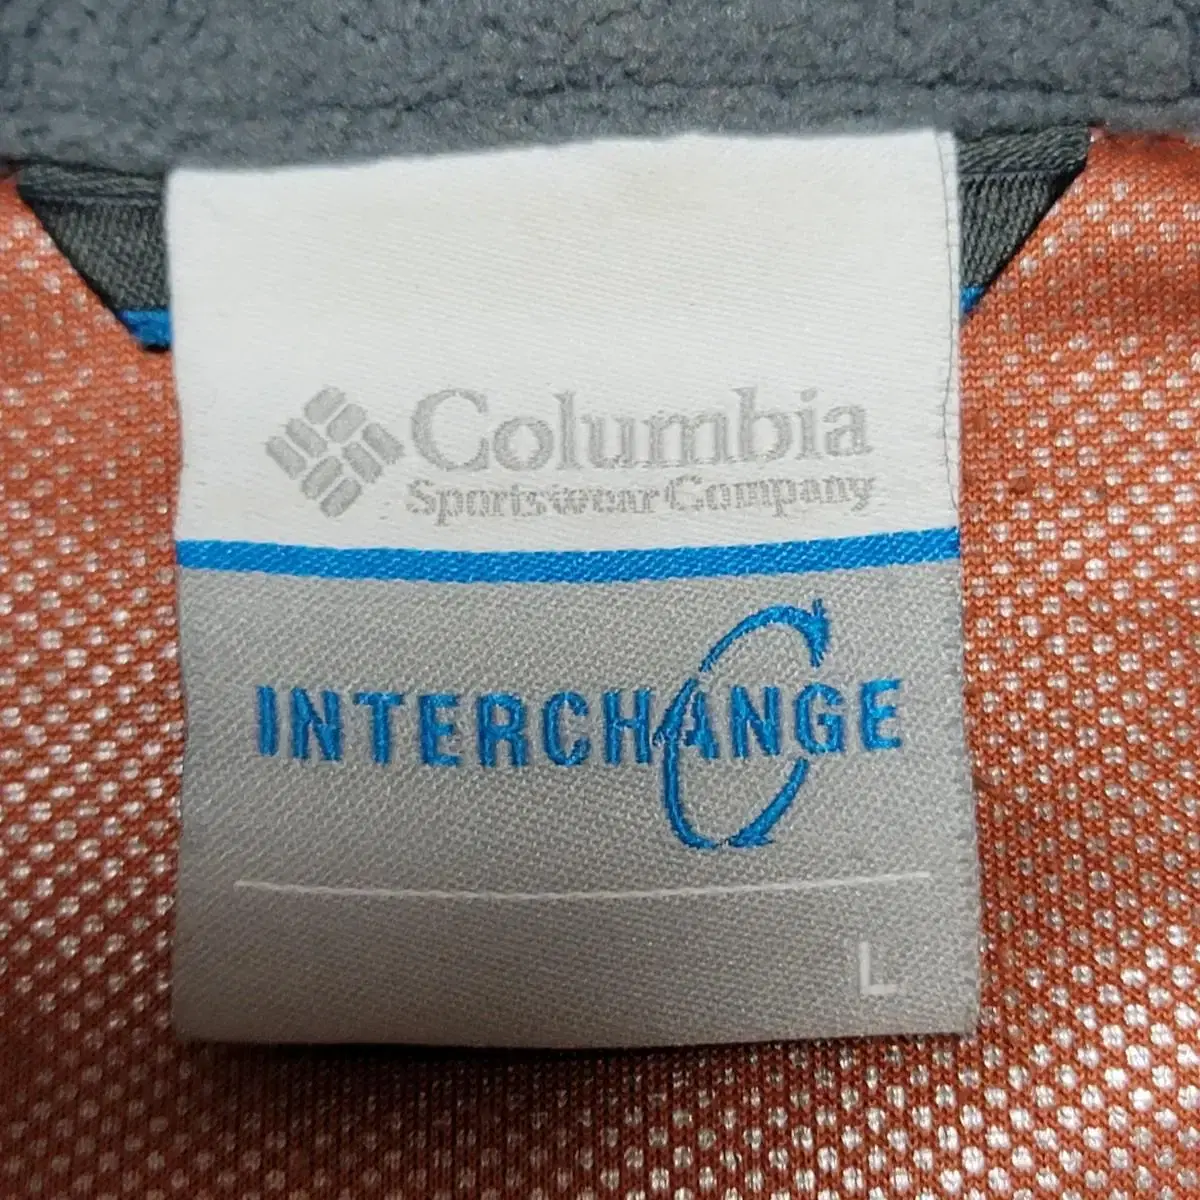 Columbia
Sportswear Company
INTERCHANGE
L